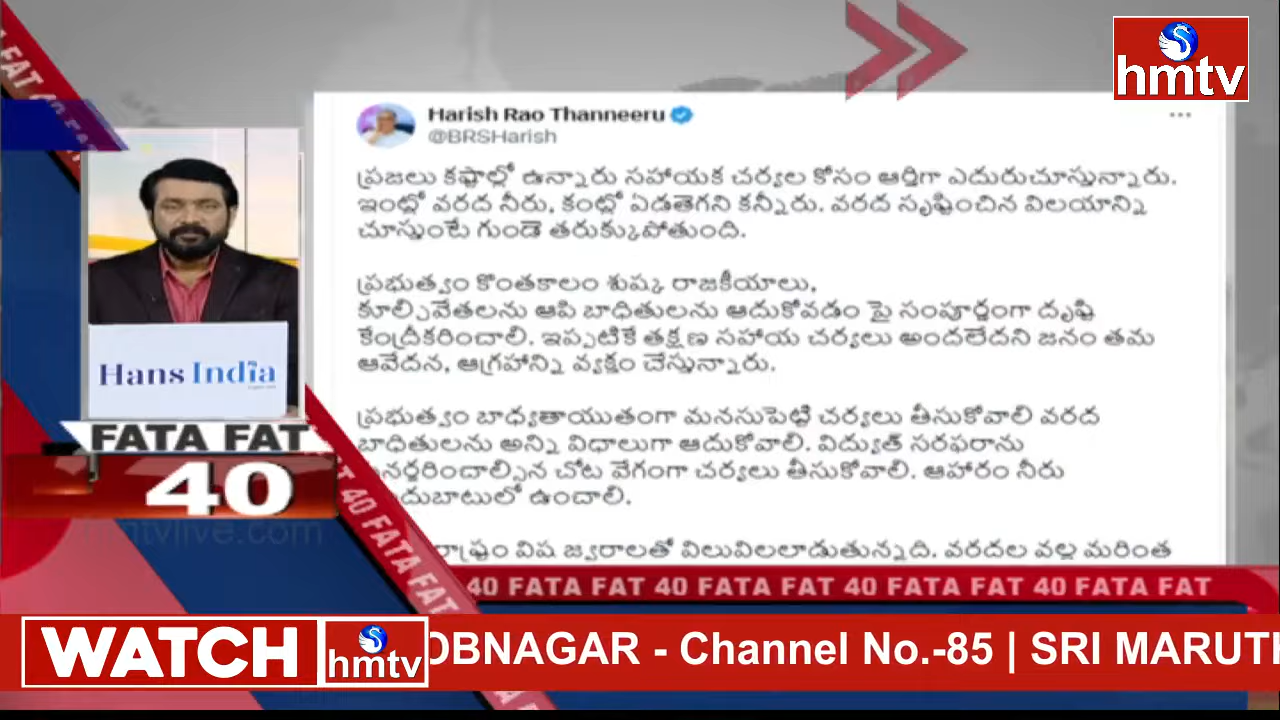 hmtv
Harish Rao Thanneeru
@BRSHarish
ప్రజలు కష్టాల్లో ఉన్నారు సహాయక చర్యల కోసం ఆర్తిగా ఎదురుచూస్తున్నారు.
ఇంట్లో వరద నీరు, కంట్లో ఏడతెగని కన్నీరు. వరద సృష్టించిన విలయాన్ని
చూస్తుంటే గుండె తరుక్కుపోతుంది.
ప్రభుత్వం కొంతకాలం శుష్క రాజకీయాలు,
కూల్చివేతలను ఆపి బాధితులను ఆదుకోవడం పై సంపూర్ణంగా దృష్టి
కేంద్రీకరించాలి. ఇప్పటికే తక్షణ సహాయ చర్యలు అందలేదని జనం తమ
ఆవేదన, ఆగ్రహాన్ని వ్యక్తం చేస్తున్నారు.
ప్రభుత్వం బాధ్యతాయుతంగా మనసుపెట్టి చర్యలు తీసుకోవాలి వరద
బాధితులను అన్ని విధాలుగా ఆదుకోవాలి. విద్యుత్ సరఫరాను
నరర్దరించాల్సిన చోట వేగంగా చర్యలు తీసుకోవాలి. ఆహారం నీరు
దుబాటులో ఉండాలి.
రాష్ట్రం విష జ్వరాలతో విలువిలలాడుతున్నది. వరదల వల్ల మరింత
Hans India
FATA FAT
40
hmtvlive.com
40 FATA FAT 40 FATA FAT 40 FATA FAT 40 FATA FAT
WATCH hmtv OBNAGAR - Channel No.-85 | SRI MARUTH